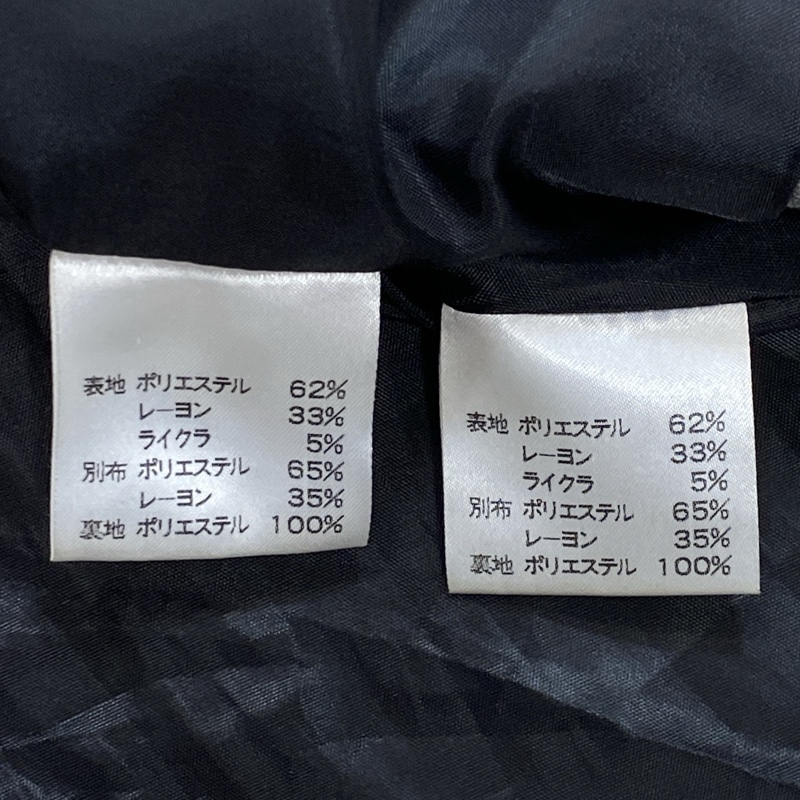 表地 ポリエステル 62%
レーヨン 33%
ライクラ 5%
別布 ポリエステル 65%
レーヨン 35%
裏地 ポリエステル 100%
表地 ポリエステル 62%
レーヨン 33%
ライクラ 5%
別布 ポリエステル 65%
レーヨン 35%
裏地 ポリエステル 100%